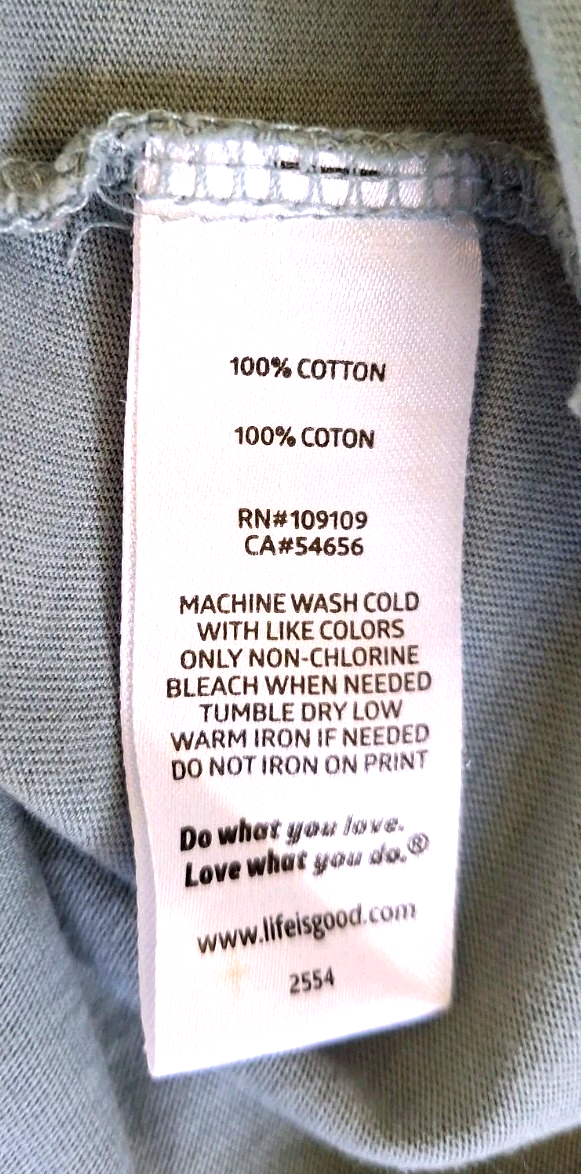 100% COTTON
100% COTON
RN#109109
CA#54656
MACHINE WASH COLD
WITH LIKE COLORS
ONLY NON-CHLORINE
BLEACH WHEN NEEDED
TUMBLE DRY LOW
WARM IRON IF NEEDED
DO NOT IRON ON PRINT
Do what you love.
Love what you do.®
www.lifeisgood.com
2554